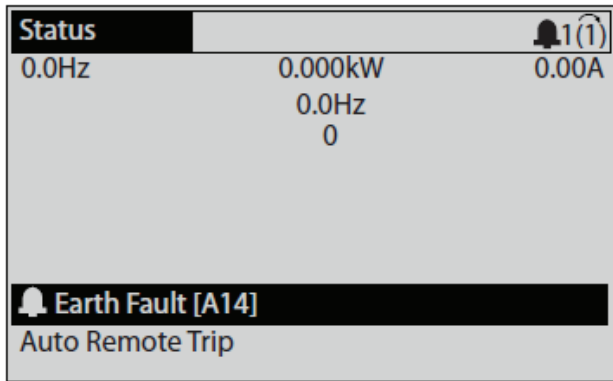 Status 1(1)
0.0Hz 0.000kW 0.00A
0.0Hz
0
Earth Fault [A14]
Auto Remote Trip